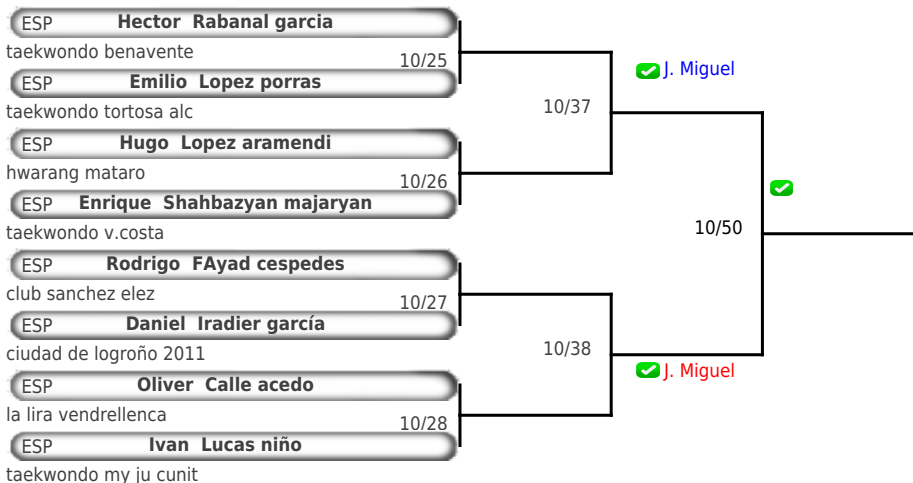 ESP Hector Rabanal garcia
taekwondo benavente
10/25
ESP Emilio Lopez porras
taekwondo tortosa alc
10/37
J. Miguel
ESP Hugo Lopez aramendi
hwarang mataro
10/26
ESP Enrique Shahbazyan majaryan
taekwondo v.costa
10/50
ESP Rodrigo FAyad cespedes
club sanchez elez
10/27
ESP Daniel Iradier garcía
ciudad de logroño 2011
10/38
J. Miguel
ESP Oliver Calle acedo
la lira vendrellenca
10/28
ESP Ivan Lucas niño
taekwondo my ju cunit